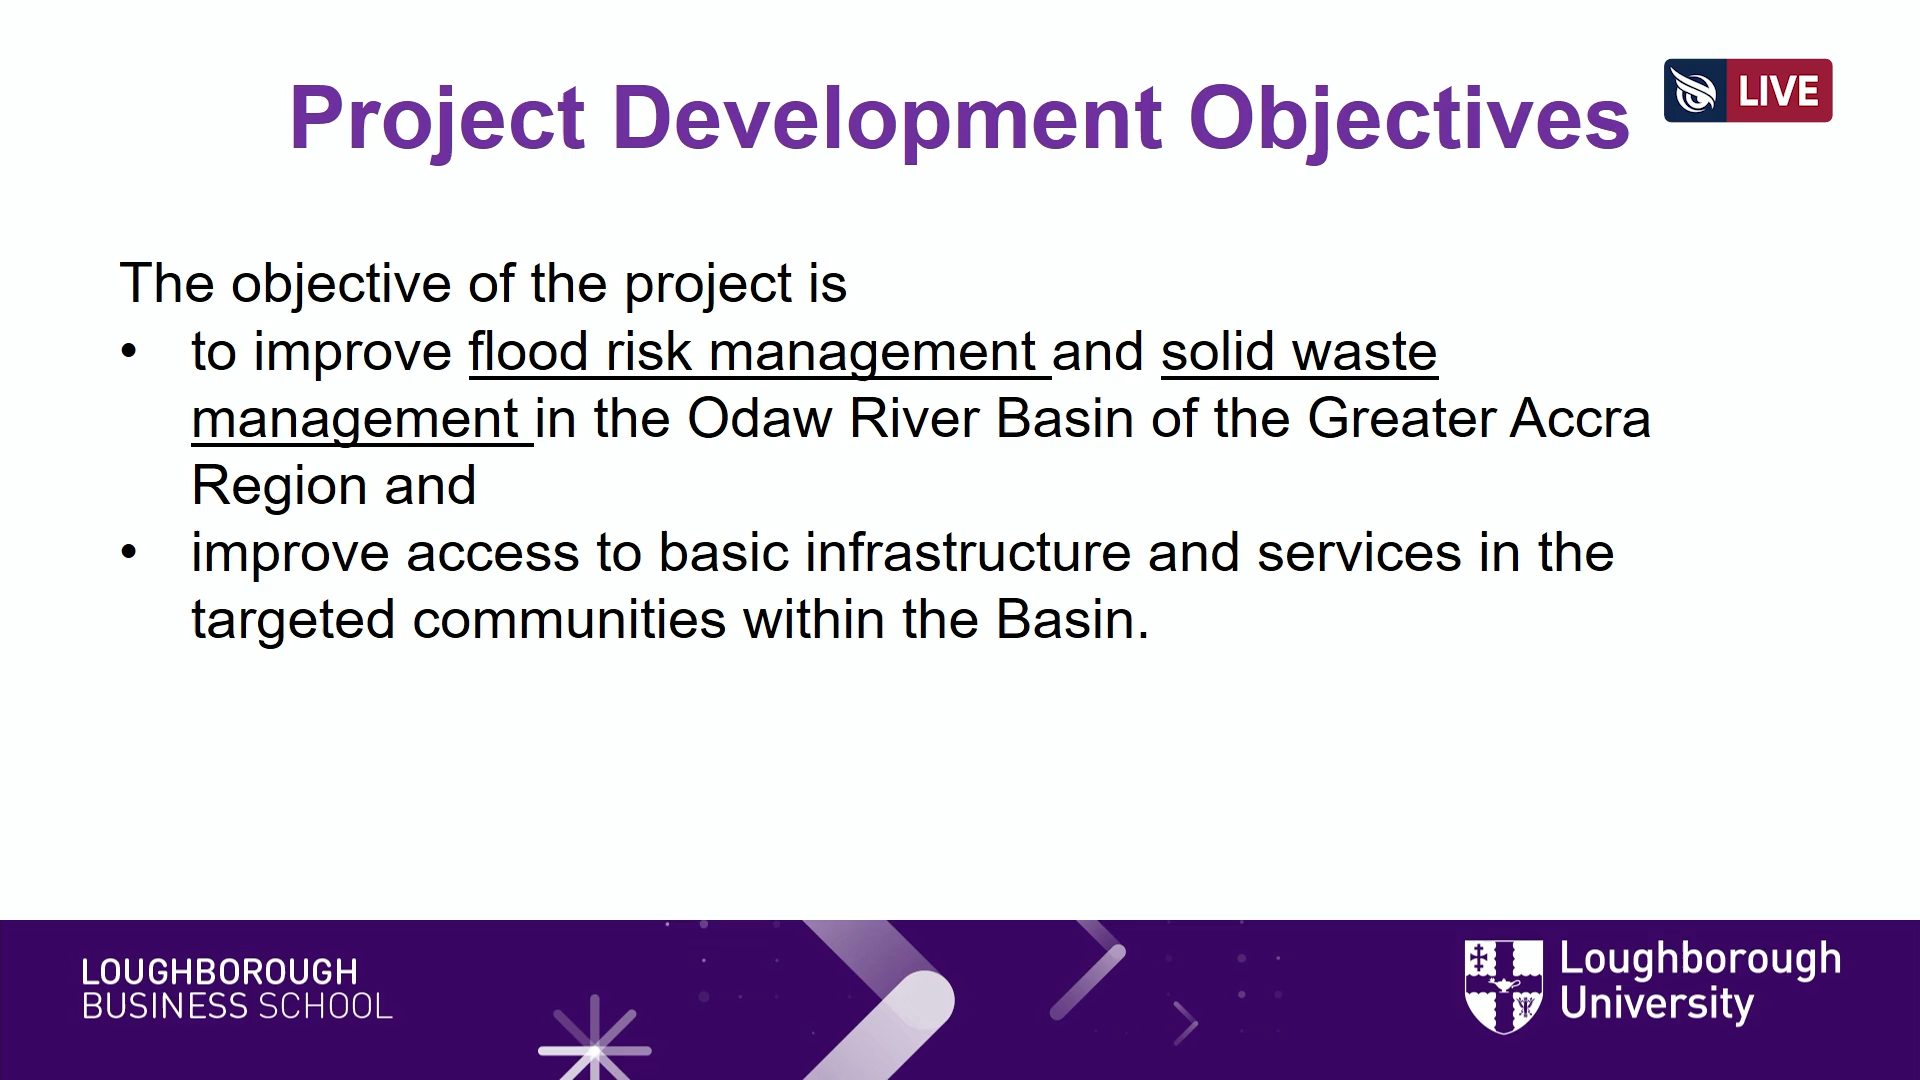 Project Development Objectives
LIVE
The objective of the project is
• to improve flood risk management and solid waste
management in the Odaw River Basin of the Greater Accra
Region and
• improve access to basic infrastructure and services in the
targeted communities within the Basin.
LOUGHBOROUGH
BUSINESS SCHOOL
Loughborough
University